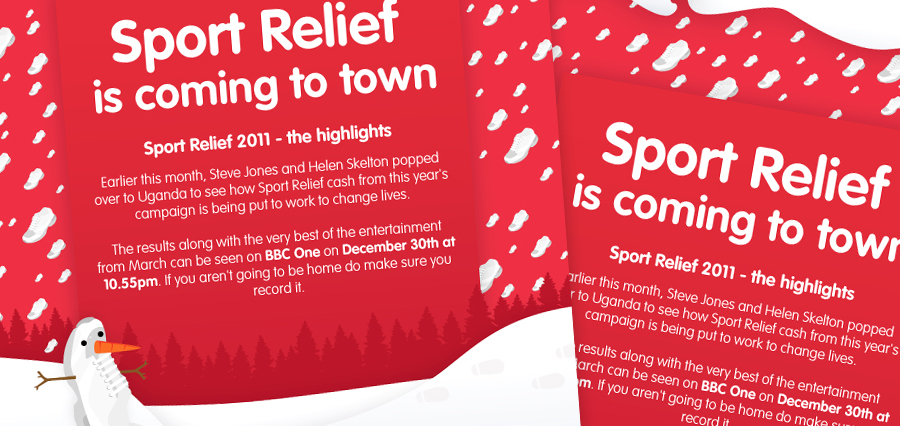 Sport Relief
is coming to town
Sport Relief 2011 - the highlights
Earlier this month, Steve Jones and Helen Skelton popped
over to Uganda to see how Sport Relief cash from this year's
campaign is being put to work to change lives.
The results along with the very best of the entertainment
from March can be seen on BBC One on December 30th at
10.55pm. If you aren't going to be home do make sure you
record it.
Sport Relief
is coming to town
Sport Relief 2011 - the highlights
arlier this month, Steve Jones and Helen Skelton popped
r to Uganda to see how Sport Relief cash from this year's
campaign is being put to work to change lives.
results along with the very best of the entertainment
arch can be seen on BBC One on December 30th at
m. If you aren't going to be home do make sure
record it.